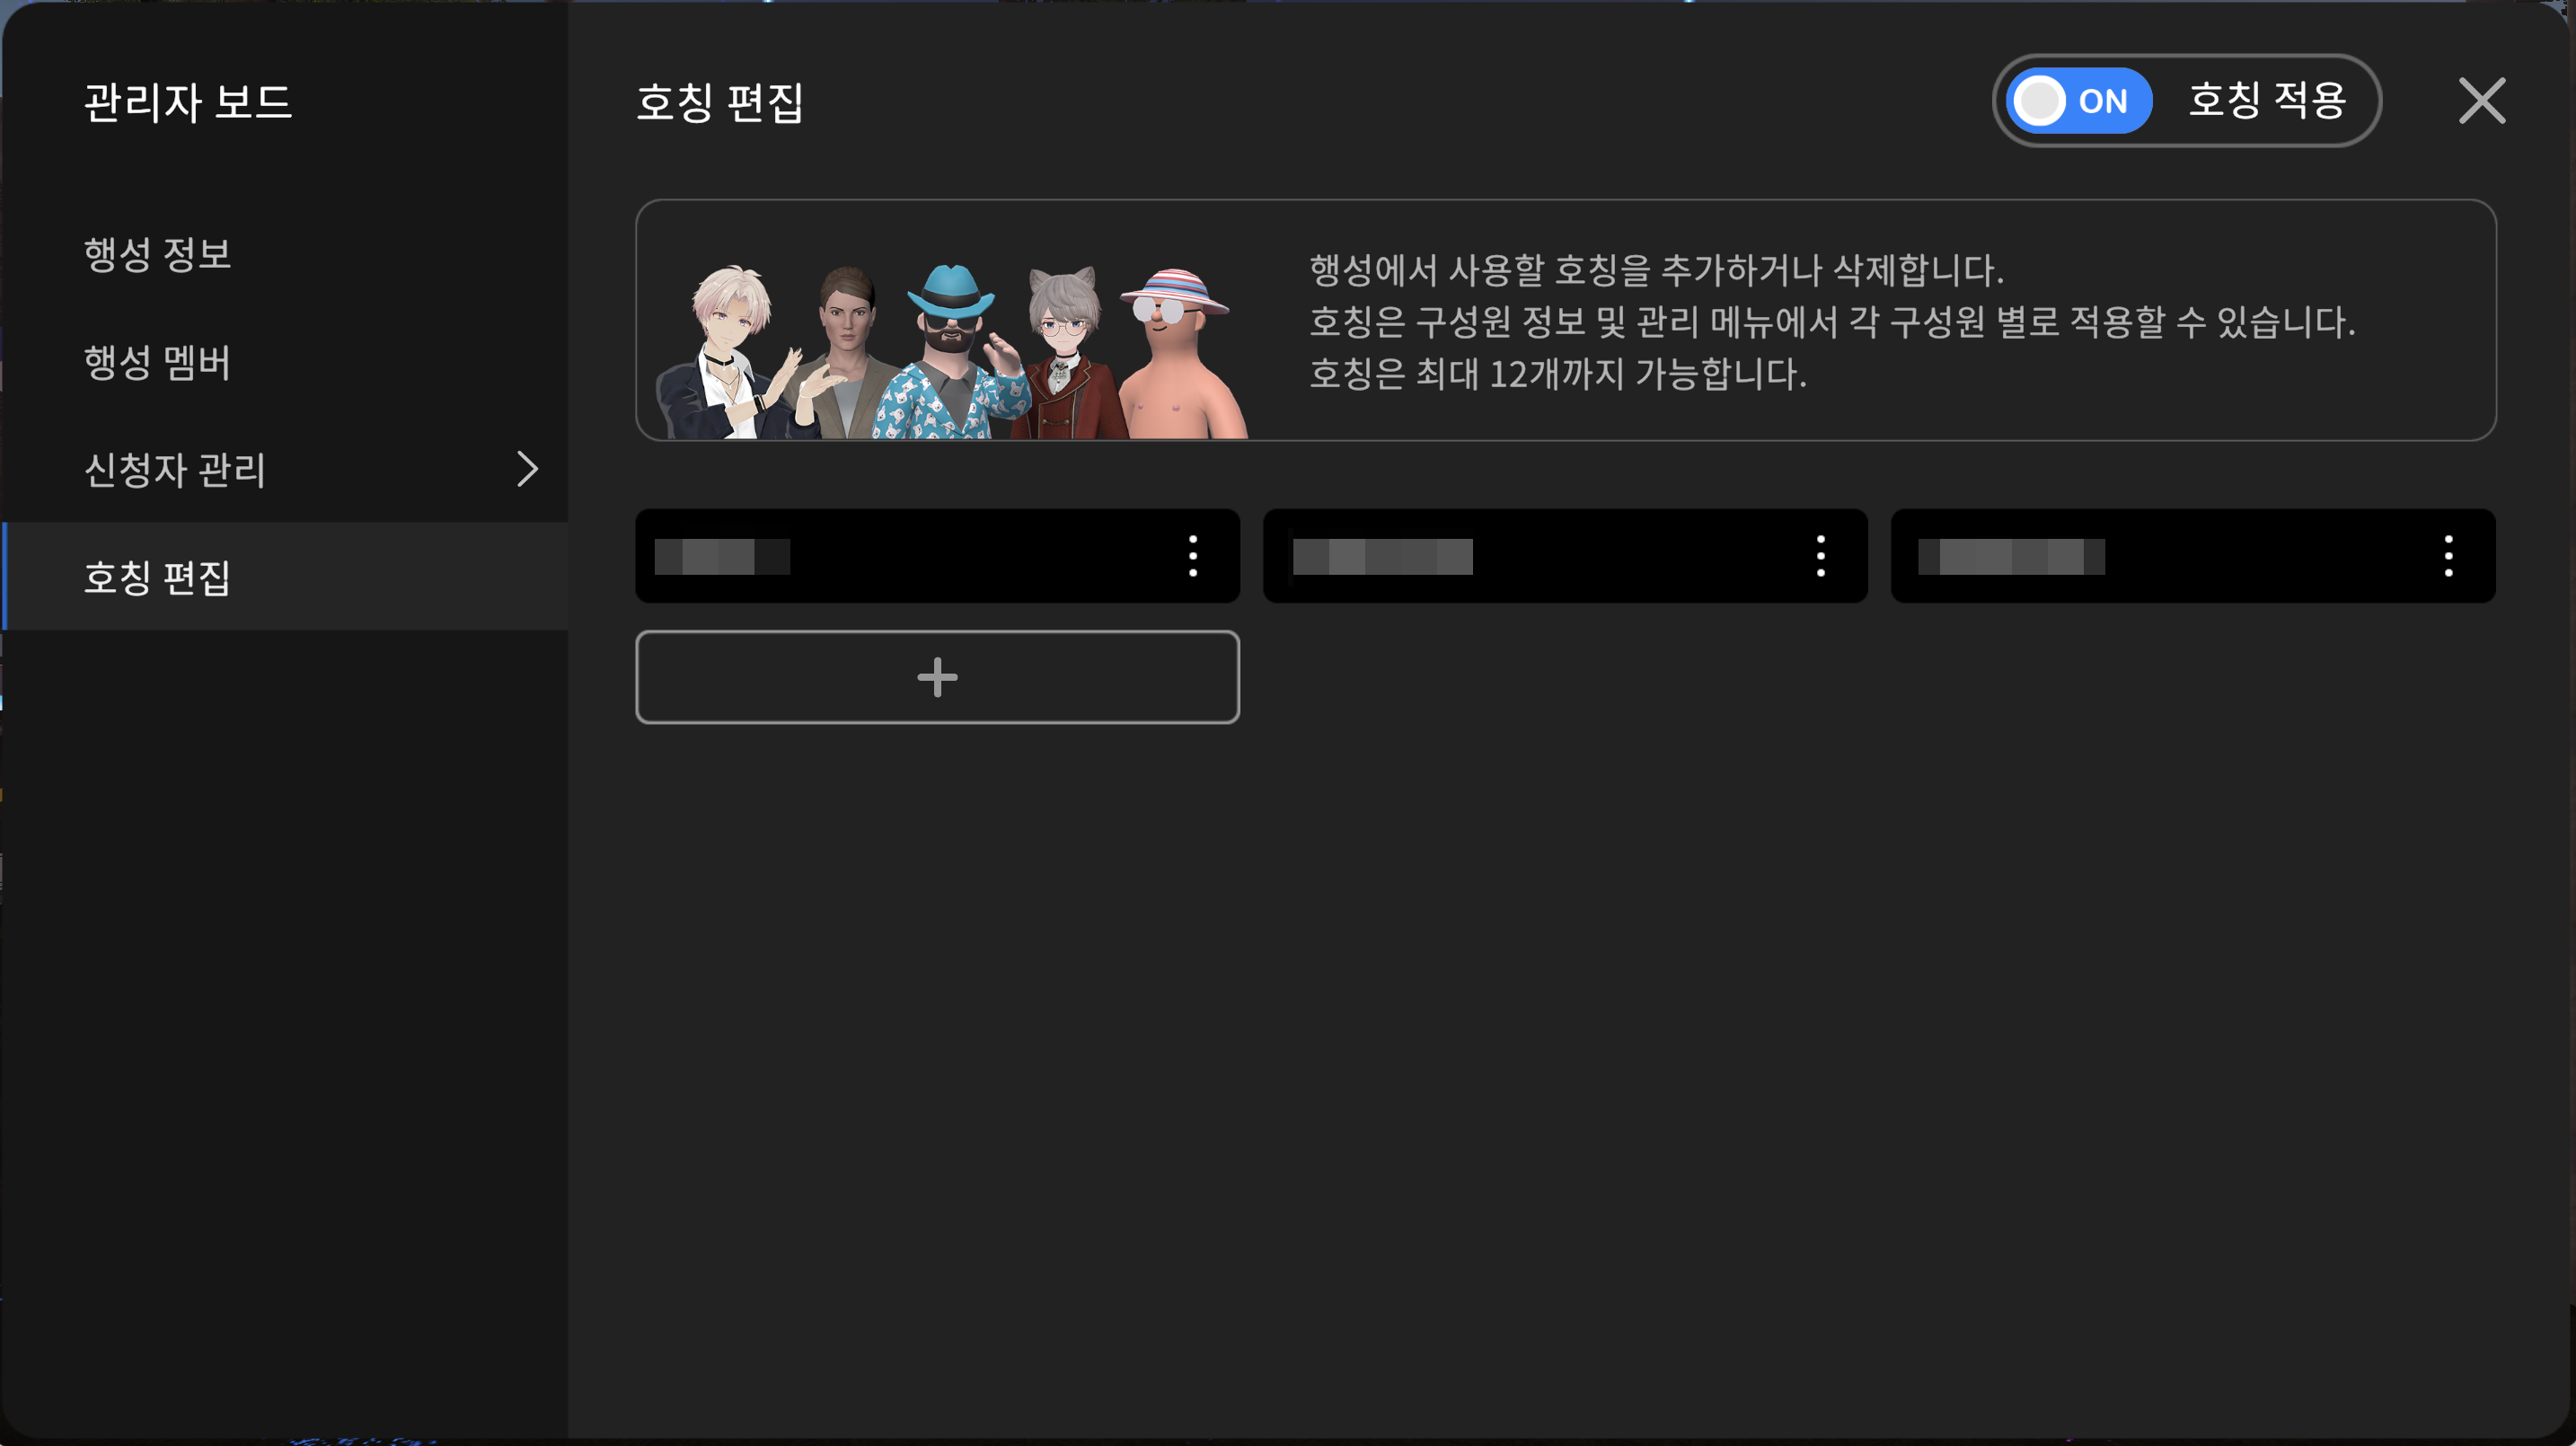 관리자 보드
행성 정보
행성 멤버
신청자 관리
호칭 편집
호칭 편집
ON 호칭 적용
행성에서 사용할 호칭을 추가하거나 삭제합니다.
호칭은 구성원 정보 및 관리 메뉴에서 각 구성원 별로 적용할 수 있습니다.
호칭은 최대 12개까지 가능합니다.